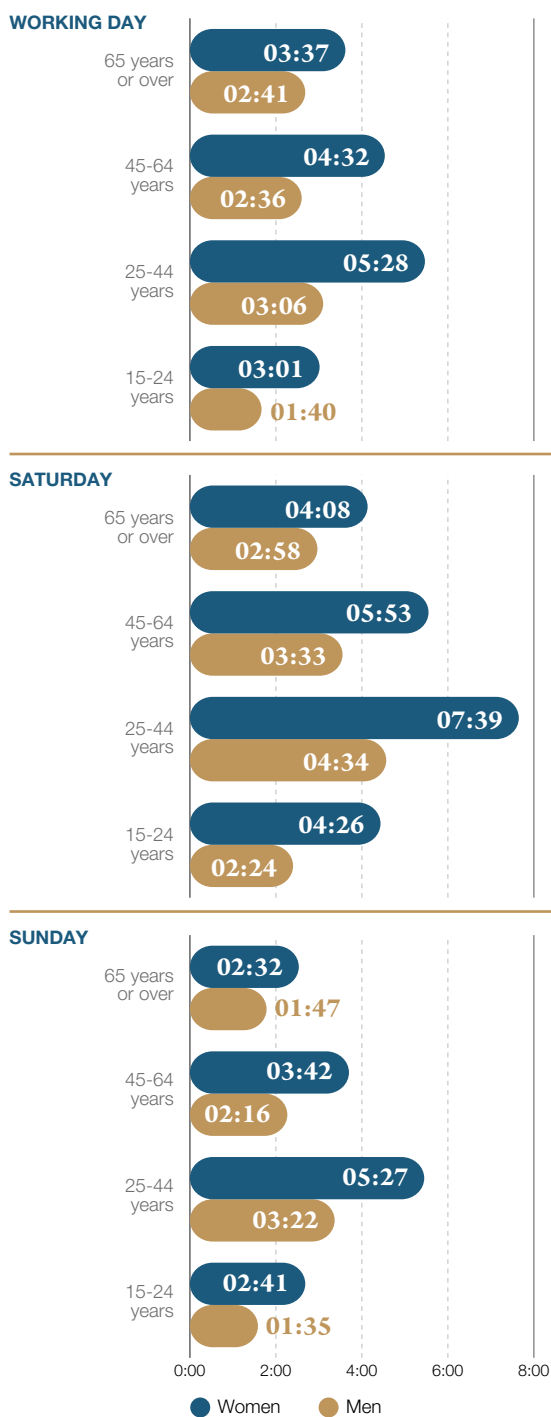 WORKING DAY
65 years
or over
03:37
02:41
45-64
years
04:32
02:36
25-44
years
05:28
03:06
15-24
years
03:01
01:40
SATURDAY
65 years
or over
04:08
02:58
45-64
years
05:53
03:33
25-44
years
07:39
04:34
15-24
years
04:26
02:24
SUNDAY
65 years
or over
02:32
01:47
45-64
years
03:42
02:16
25-44
years
05:27
03:22
15-24
years
02:41
01:35
0:00 2:00 4:00 6:00 8:00
Women Men